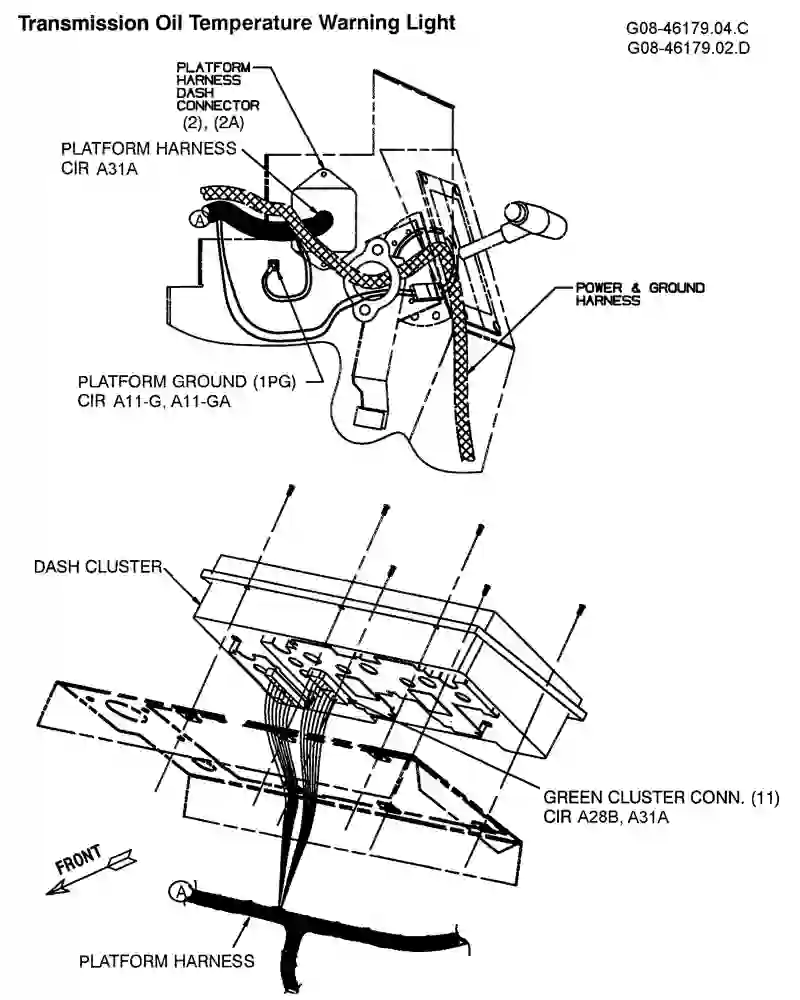 Transmission Oil Temperature Warning Light
G08-46179.04.C
G08-46179.02.D
PLATFORM
HARNESS
DASH
CONNECTOR
(2), (2A)
PLATFORM HARNESS
CIR A31A
A
POWER & GROUND
HARNESS
PLATFORM GROUND (1PG)
CIR A11-G, A11-GA
DASH CLUSTER
GREEN CLUSTER CONN. (11)
CIR A28B, A31A
FRONT
A
PLATFORM HARNESS